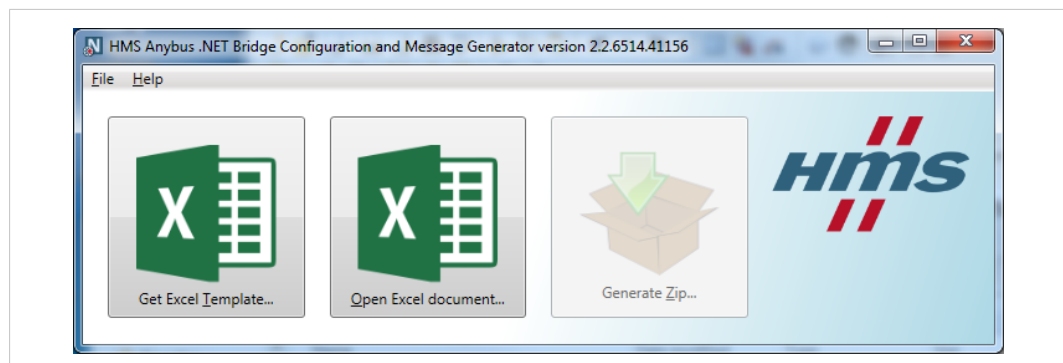 HMS Anybus .NET Bridge Configuration and Message Generator version 2.2.6514.41156
File Help
Get Excel Template...
Open Excel document...
Generate Zip...
HMS